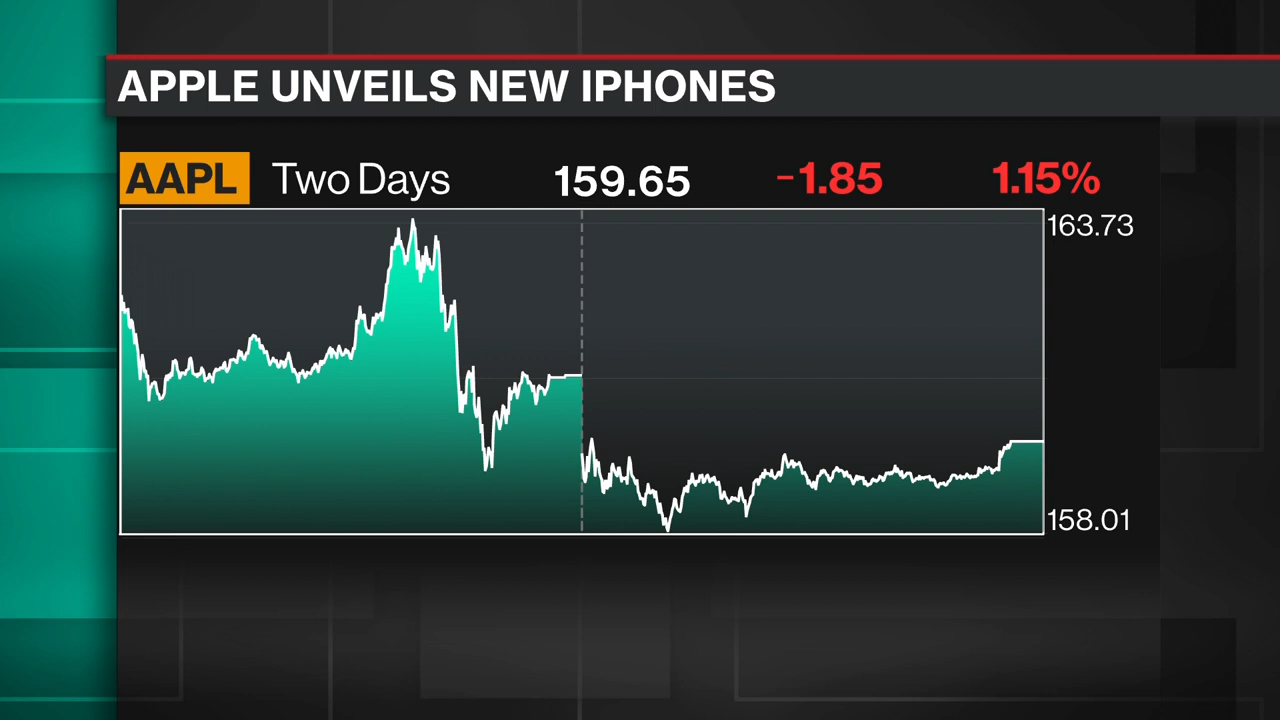 APPLE UNVEILS NEW IPHONES
AAPL Two Days 159.65 -1.85 1.15%
163.73
158.01